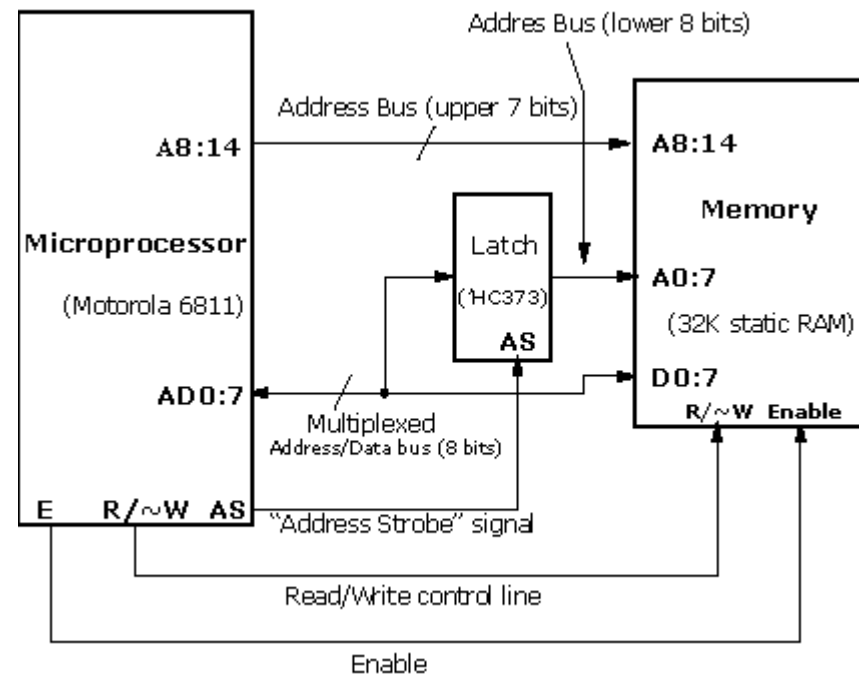 Addres Bus (lower 8 bits)
Address Bus (upper 7 bits)
A8:14
A8:14
Memory
Microprocessor
Latch
(Motorola 6811)
('HC373)
A0:7
(32K static RAM)
AS
AD0:7
D0:7
Multiplexed
Address/Data bus (8 bits)
R/~W Enable
E R/~W AS
"Address Strobe" signal
Read/Write control line
Enable